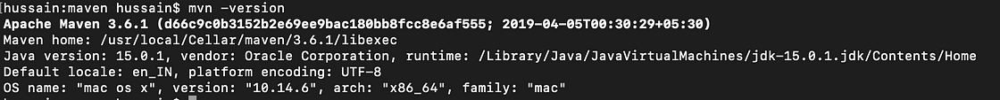 [hussain:maven hussain$ mvn -version
Apache Maven 3.6.1 (d66c9c0b3152b2e69ee9bac180bb8fcc8e6af555; 2019-04-05T00:30:29+05:30)
Maven home: /usr/local/Cellar/maven/3.6.1/libexec
Java version: 15.0.1, vendor: Oracle Corporation, runtime: /Library/Java/JavaVirtualMachines/jdk-15.0.1.jdk/Contents/Home
Default locale: en_IN, platform encoding: UTF-8
OS name: "mac os x", version: "10.14.6", arch: "x86_64", family: "mac"